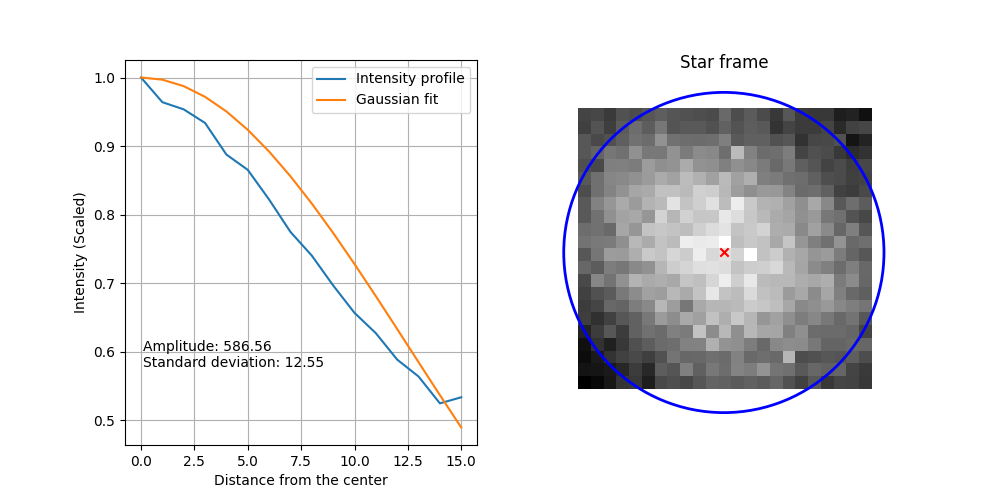 Star frame
Intensity profile
Gaussian fit
1.0
0.9
0.8
0.7
0.6
0.5
Intensity (Scaled)
Amplitude: 586.56
Standard deviation: 12.55
0.0 2.5 5.0 7.5 10.0 12.5 15.0
Distance from the center